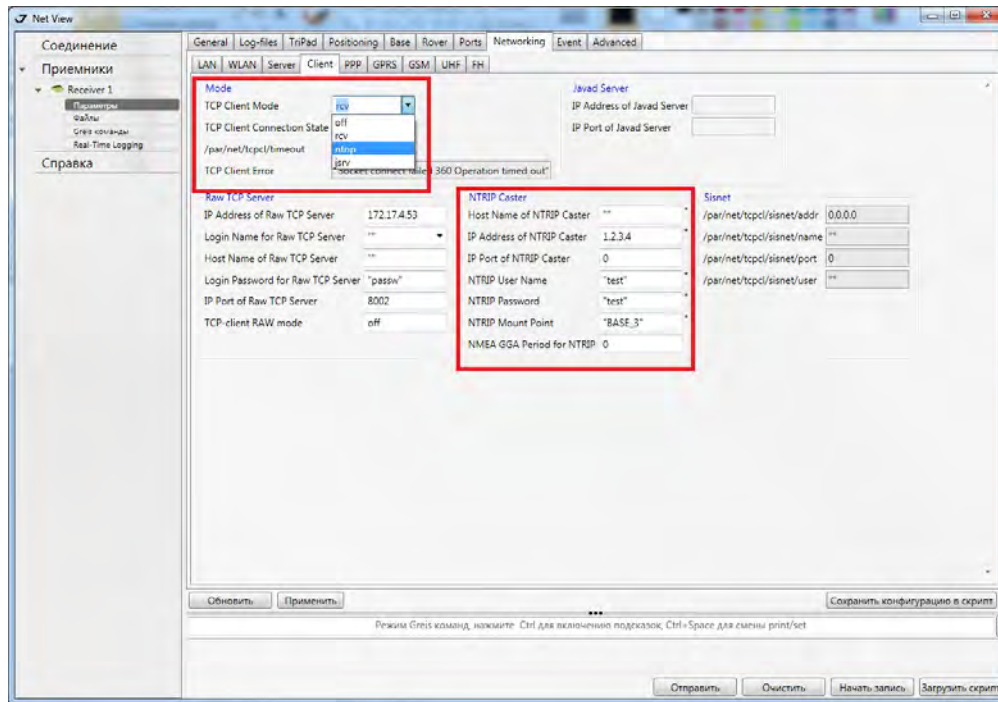 Net View
Соединение
Приемники
Receiver 1
Параметры
Файлы
Greis команды
Real-Time Logging
Справка
General Log-files TriPad Positioning Base Rover Ports Networking Event Advanced
LAN WLAN Server Client PPP GPRS GSM UHF FH
Mode
TCP Client Mode rcv
off
rcv
ntrip
jsrv
TCP Client Connection State
/par/net/tcpcl/timeout
TCP Client Error "Socket connect failed 360 Operation timed out"
Javad Server
IP Address of Javad Server
IP Port of Javad Server
Raw TCP Server
IP Address of Raw TCP Server 172.17.4.53
Login Name for Raw TCP Server ""
Host Name of Raw TCP Server ""
Login Password for Raw TCP Server "passw"
IP Port of Raw TCP Server 8002
TCP-client RAW mode off
NTRIP Caster
Host Name of NTRIP Caster ""
IP Address of NTRIP Caster 1.2.3.4
IP Port of NTRIP Caster 0
NTRIP User Name "test"
NTRIP Password "test"
NTRIP Mount Point "BASE_3"
NMEA GGA Period for NTRIP 0
Sisnet
/par/net/tcpcl/sisnet/addr 0.0.0.0
/par/net/tcpcl/sisnet/name ""
/par/net/tcpcl/sisnet/port 0
/par/net/tcpcl/sisnet/user ""
Обновить Применить Сохранить конфигурацию в скрипт
Режим Greis команд, нажмите Ctrl для включению подсказок, Ctrl+Space для смены print/set
Отправить Очистить Начать запись Загрузить скрипт